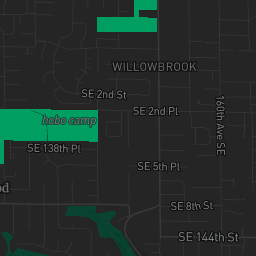 WILLOWBROOK
SE 2nd St
SE 2nd Pl
160th Ave SE
hobo camp
SE 138th Pl
SE 5th Pl
od
SE 8th St
SE 144th St